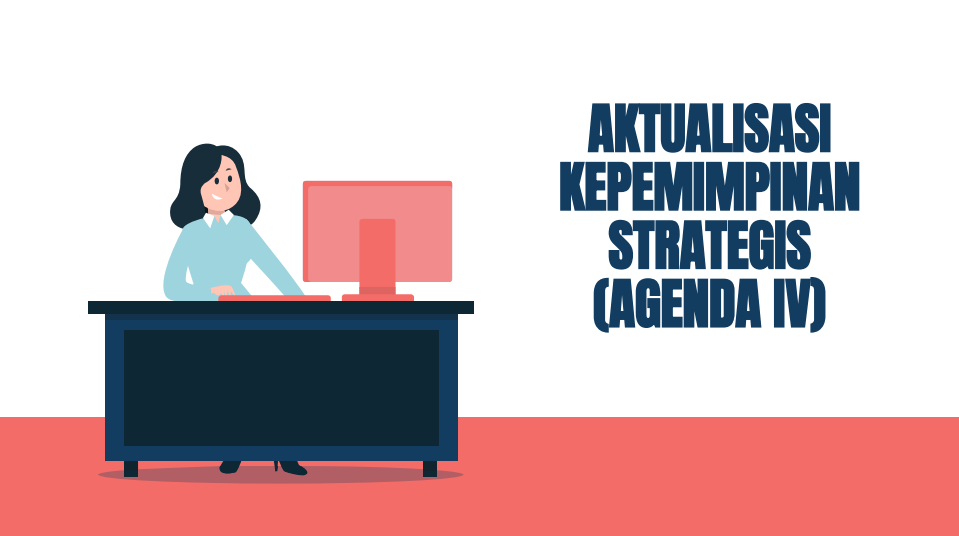 AKTUALISASI
KEPEMIMPINAN
STRATEGIS
(AGENDA IV)